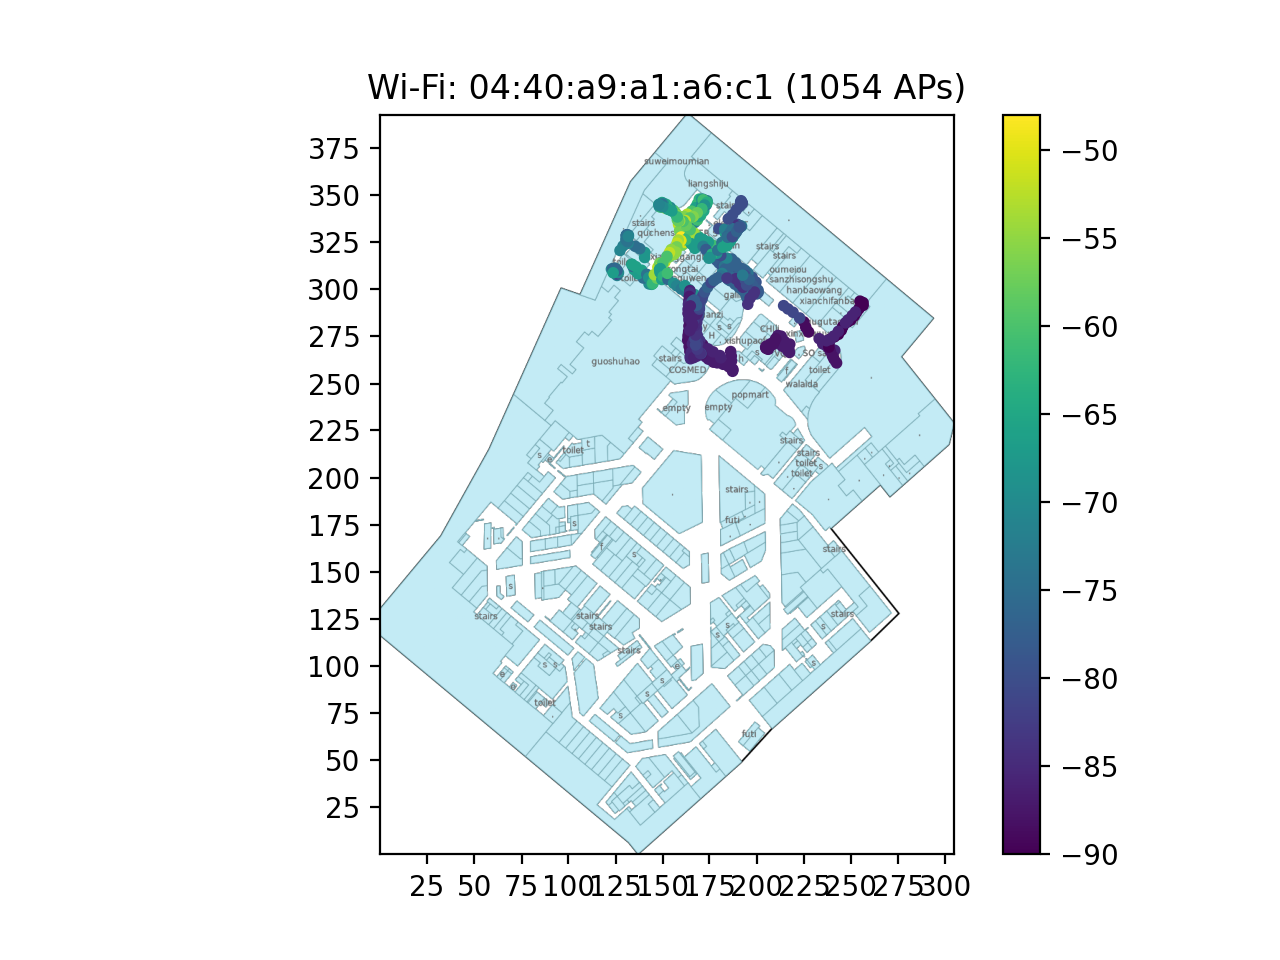 Wi-Fi: 04:40:a9:a1:a6:c1 (1054 APs)
375
350
325
300
275
250
225
200
175
150
125
100
75
50
25
suweimoumian
liangshiju
stairs
stairs
stairs
oumeiou
sanzhisongshu
hanbaowang
guoshuhao
stairs
COSMED
toilet
walalda
popmart
empty
empty
stairs
toilet
t
s
stairs
toilet
s
toilet
stairs
futi
s
f
s
stairs
s
stairs
stairs
stairs
stairs
s
s
s
stairs
s
s
s
e
s
s
s
toilet
s
futi
25
50
75
100
125
150
175
200
225
250
275
300
−50
−55
−60
−65
−70
−75
−80
−85
−90